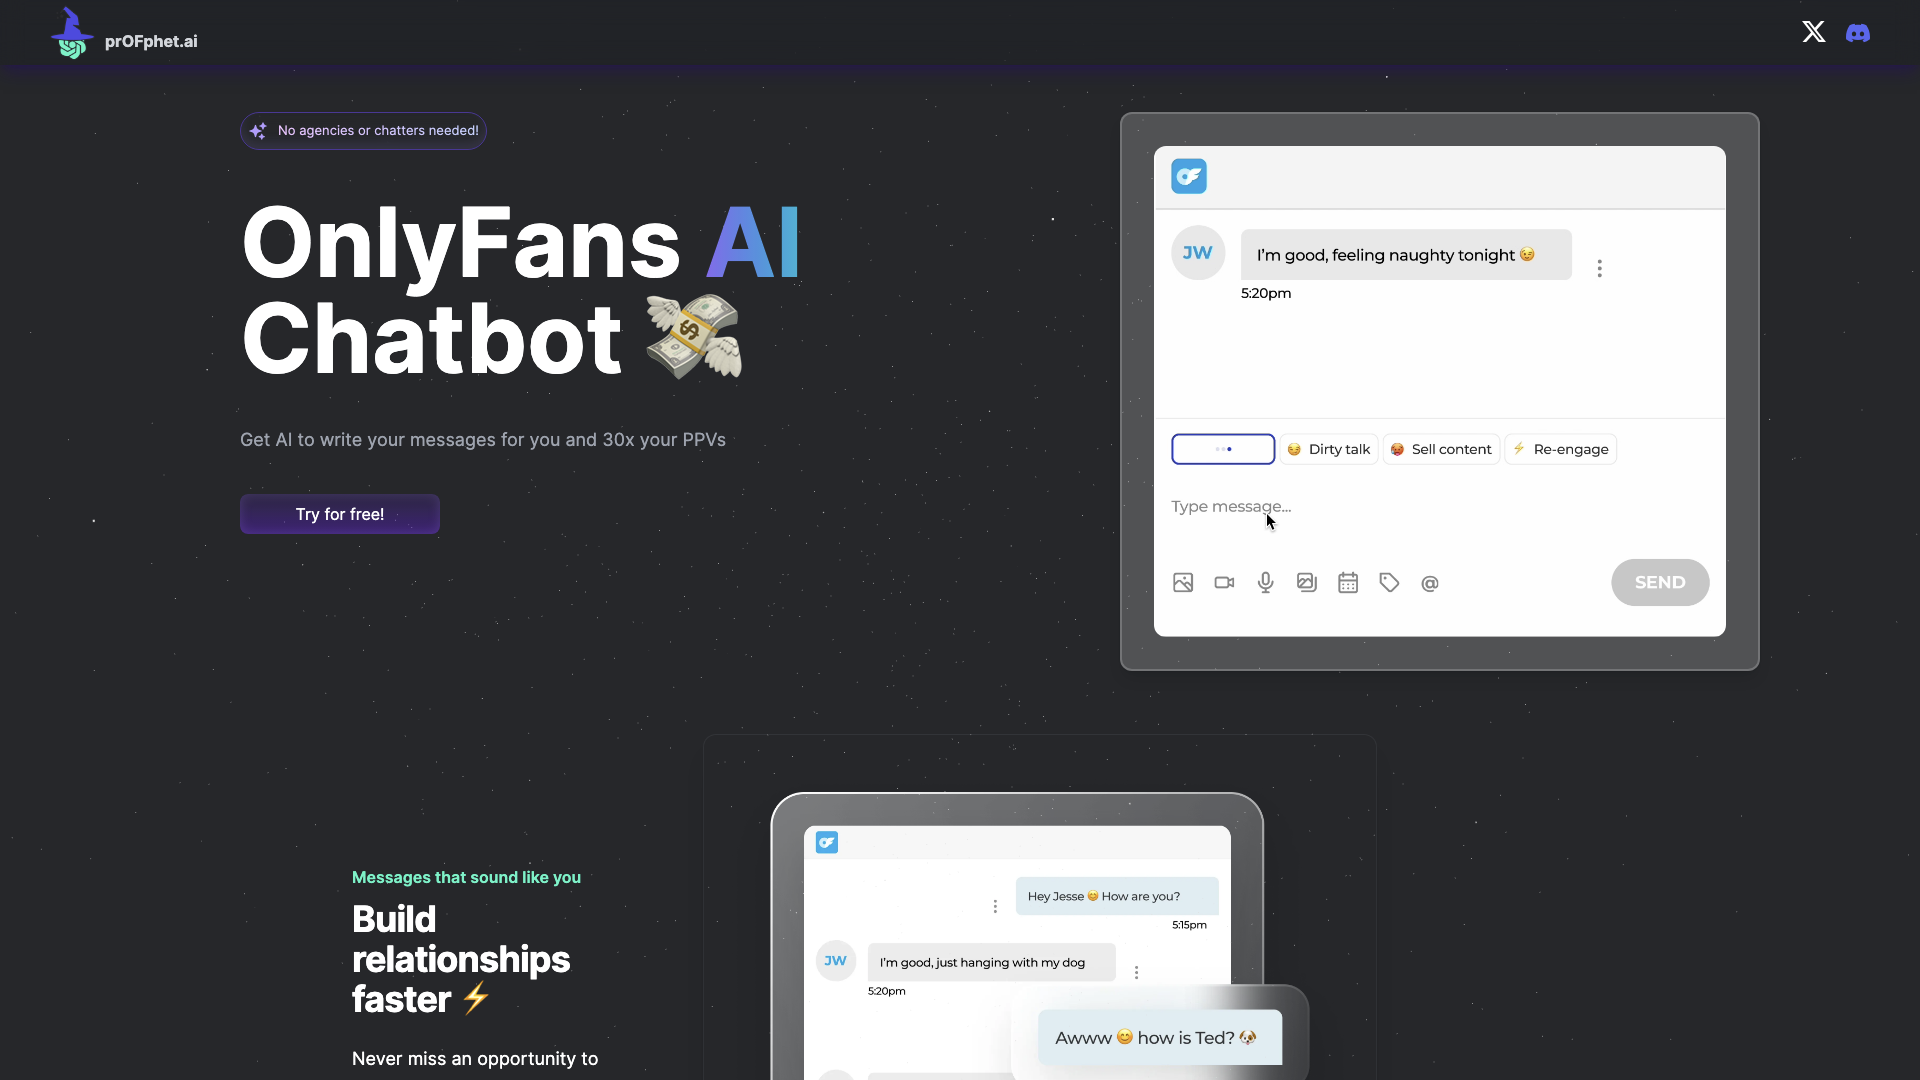 prOFphet.ai
No agencies or chatters needed!
OnlyFans AI
Chatbot
Get AI to write your messages for you and 30x your PPVs
Try for free!
JW
I'm good, feeling naughty tonight 😉
5:20pm
😏 Dirty talk
🥵 Sell content
⚡ Re-engage
Type message...
@
SEND
Messages that sound like you
Build
relationships
faster ⚡
Never miss an opportunity to
Hey Jesse 😊 How are you?
5:15pm
JW
I'm good, just hanging with my dog
5:20pm
Awww 😊 how is Ted? 🐶